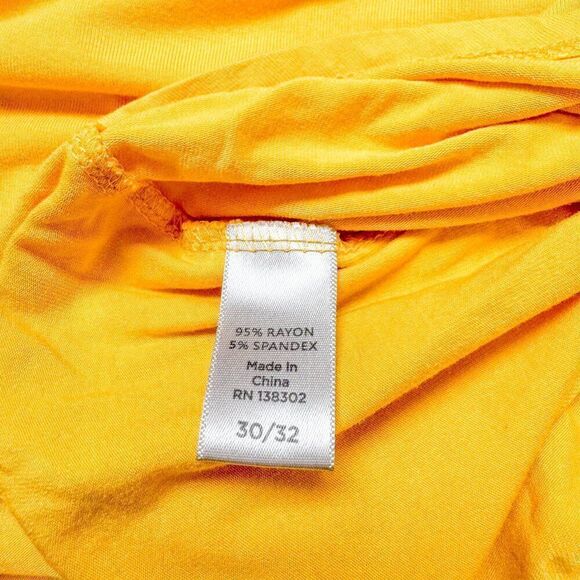 95% RAYON
5% SPANDEX
Made In
China
RN 138302
30/32